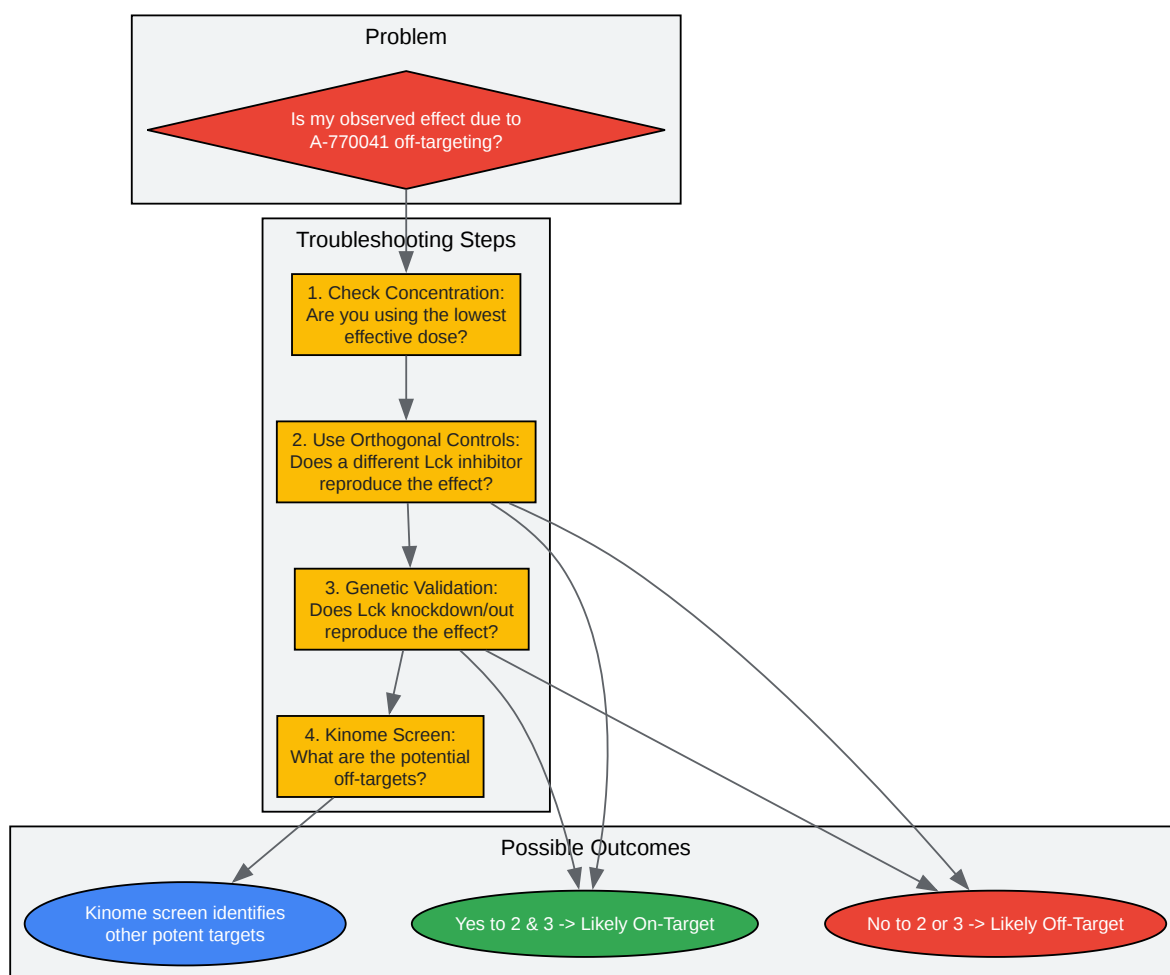 Problem
Is my observed effect due to
A-770041 off-targeting?
Troubleshooting Steps
1. Check Concentration:
Are you using the lowest
effective dose?
2. Use Orthogonal Controls:
Does a different Lck inhibitor
reproduce the effect?
3. Genetic Validation:
Does Lck knockdown/out
reproduce the effect?
4. Kinome Screen:
What are the potential
off-targets?
Possible Outcomes
Kinome screen identifies
other potent targets
Yes to 2 & 3 -> Likely On-Target
No to 2 or 3 -> Likely Off-Target